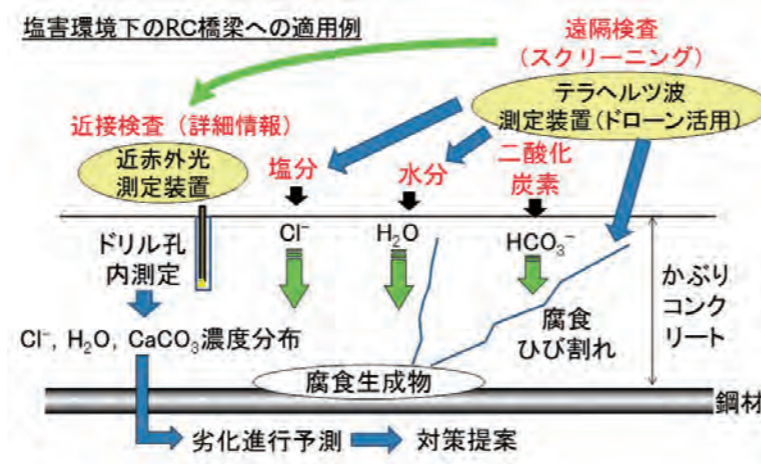 塩害環境下のRC橋梁への適用例
遠隔検査
(スクリーニング)
テラヘルツ波
測定装置(ドローン活用)
近接検査(詳細情報)
近赤外光
測定装置
塩分
水分
二酸化
炭素
ドリル孔
内測定
Cl⁻
H₂O
HCO₃⁻
かぶり
コンク
リート
Cl⁻, H₂O, CaCO₃濃度分布
腐食
ひび割れ
腐食生成物
鋼材
劣化進行予測
対策提案